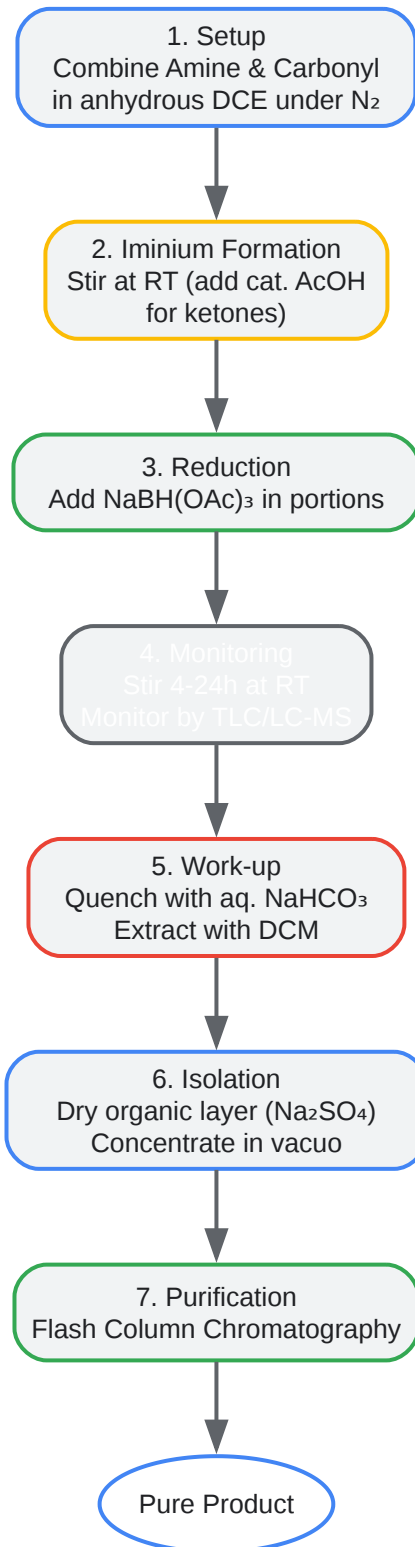 1. Setup
Combine Amine & Carbonyl
in anhydrous DCE under N₂
2. Iminium Formation
Stir at RT (add cat. AcOH
for ketones)
3. Reduction
Add NaBH(OAc)₃ in portions
4. Monitoring
Stir 4-24h at RT
Monitor by TLC/LC-MS
5. Work-up
Quench with aq. NaHCO₃
Extract with DCM
6. Isolation
Dry organic layer (Na₂SO₄)
Concentrate in vacuo
7. Purification
Flash Column Chromatography
Pure Product